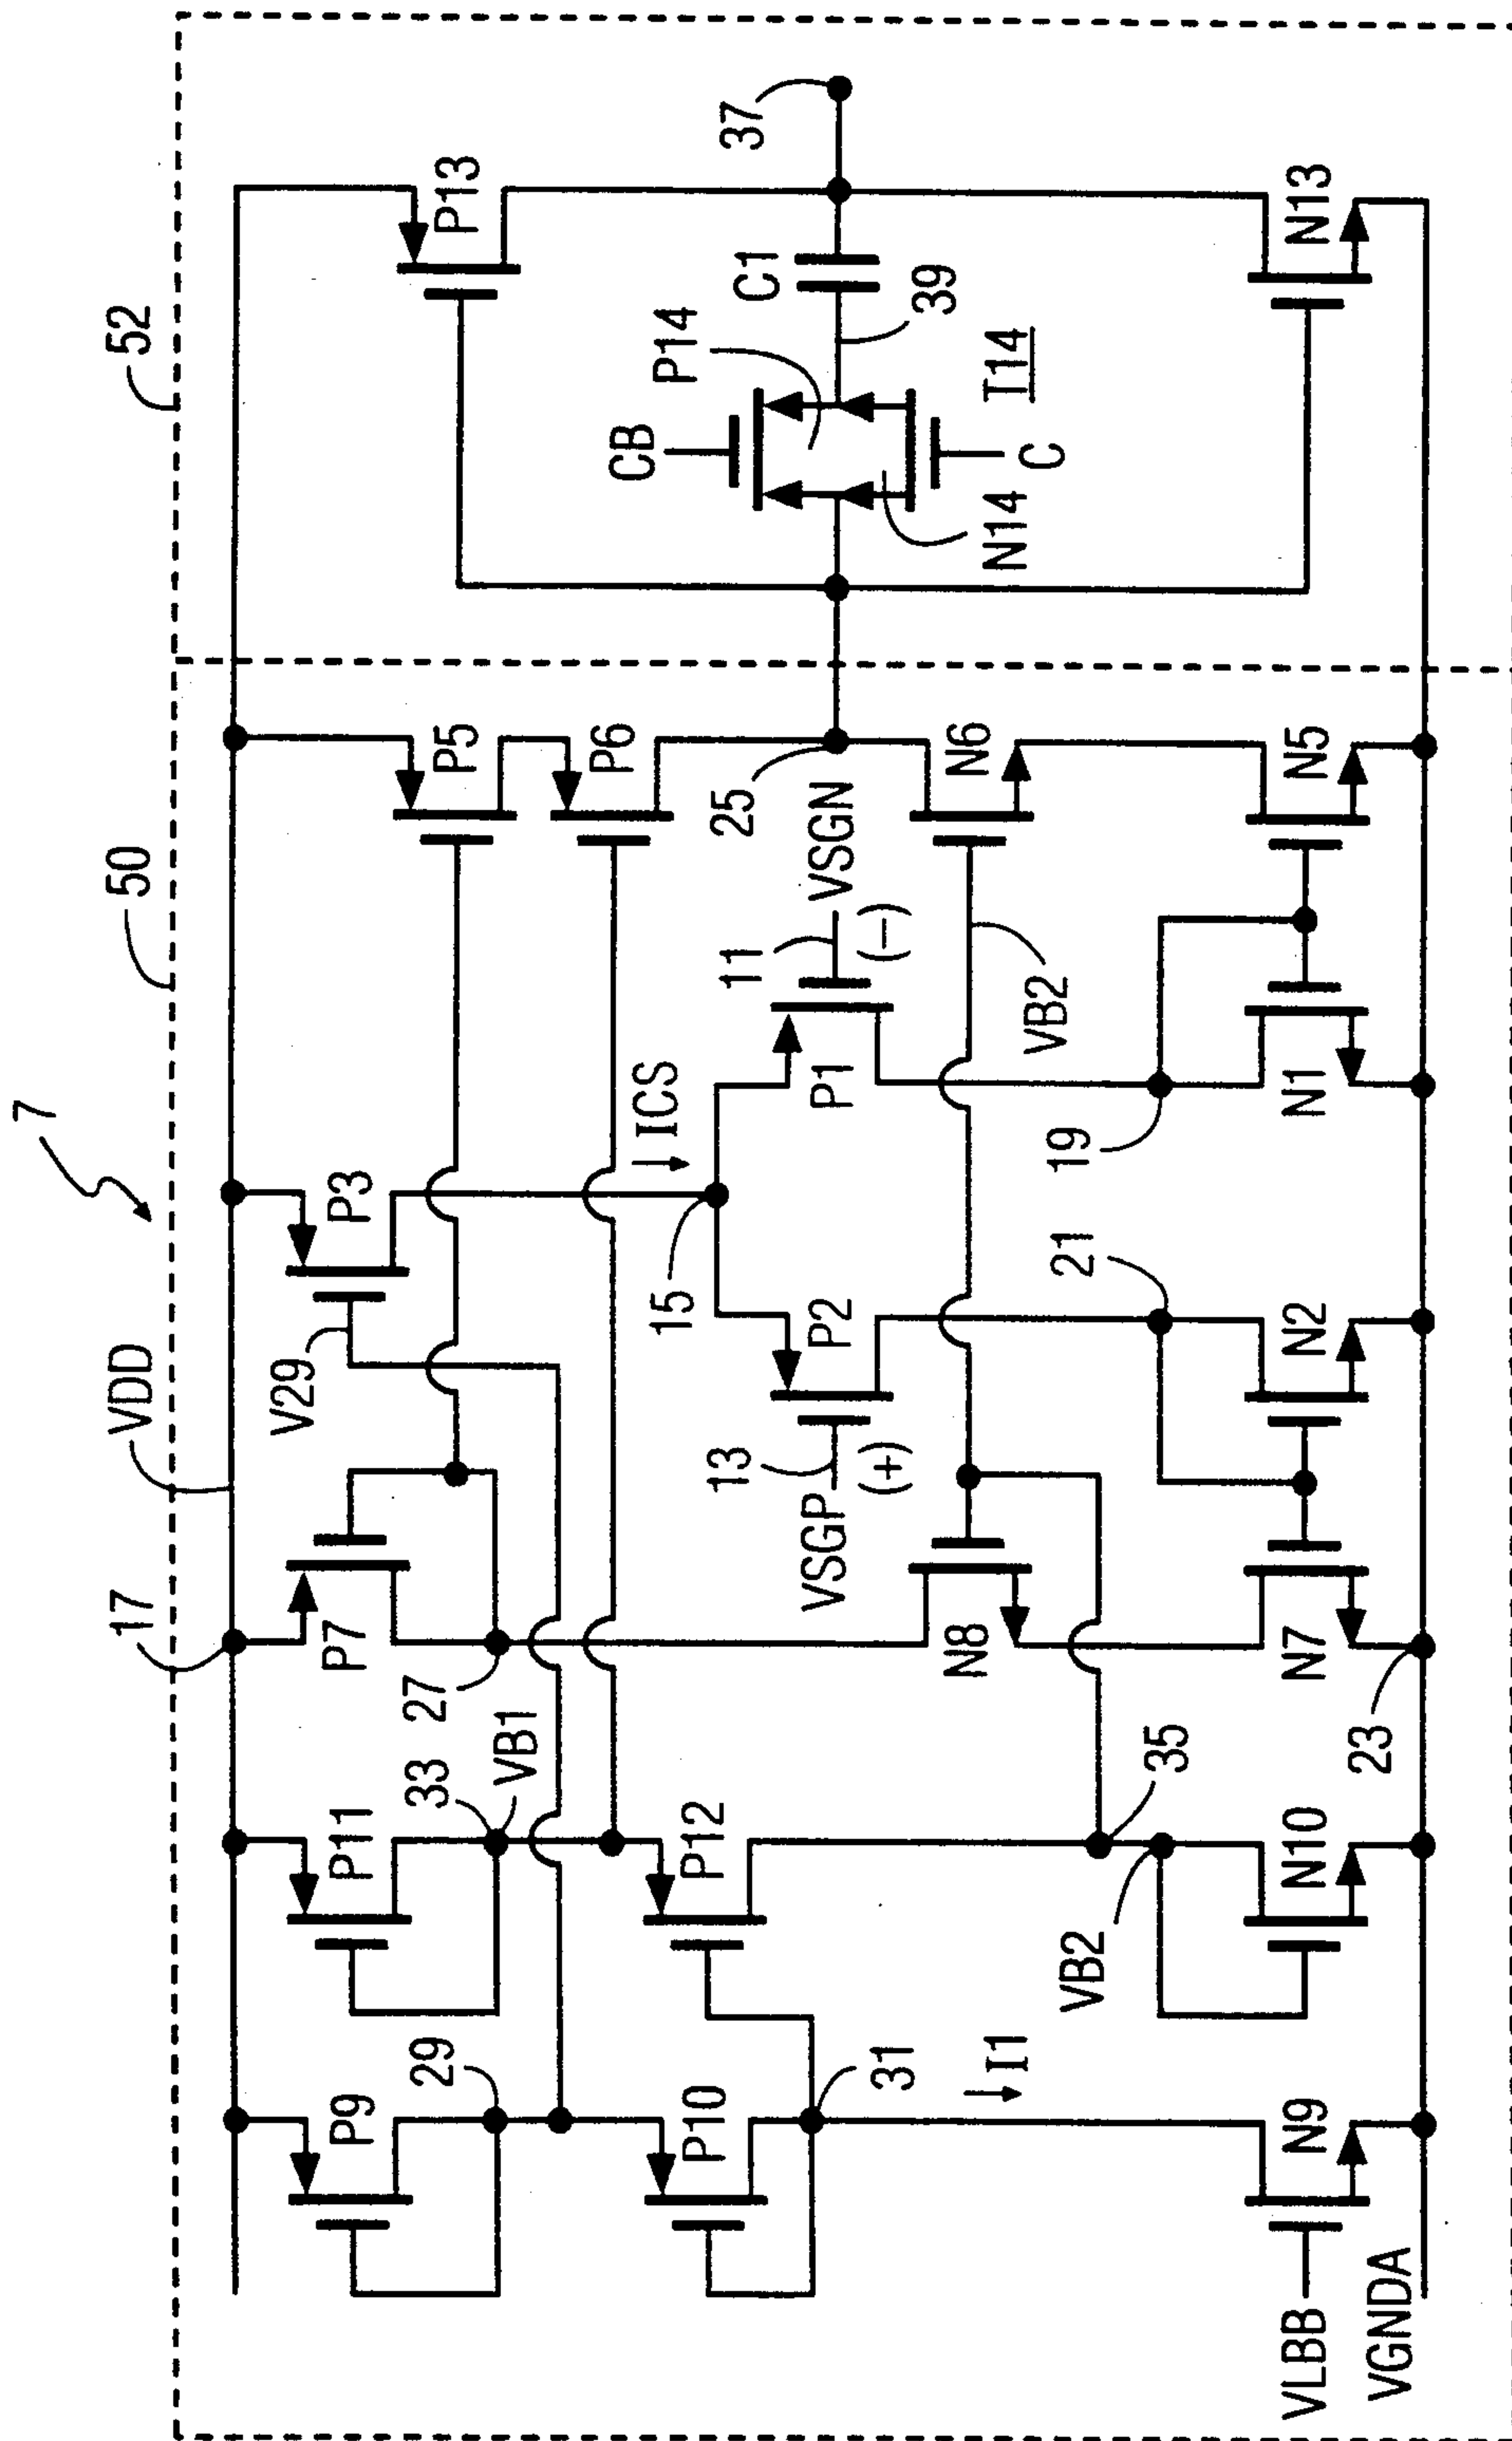 7
50
52
17
VDD
P9
P11
P7
P3
P5
P13
V29
29
33
VB1
27
ICS
P10
P12
15
P6
P2
P1
13
VSGP
(+)
11
VSGN
(−)
25
37
C1
39
P14
CB
C
T14
N14
31
I1
N8
VB2
N6
VB2
35
21
19
N9
N10
N7
N2
N1
N5
N13
23
VLBB
VGNDA